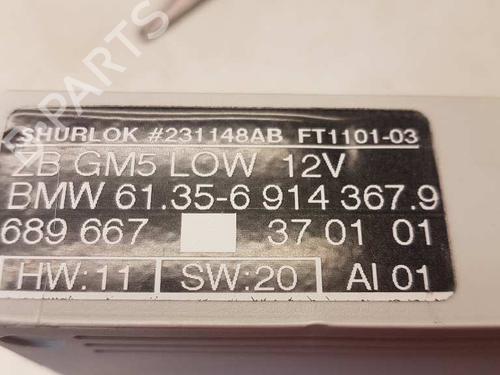 B PARTS
SHURLOK #231148AB FT1101-03
ZB GM5 LOW 12V
BMW 61.35-6 914 367.9
689 667 37 01 01
HW:11 SW:20 AI 01